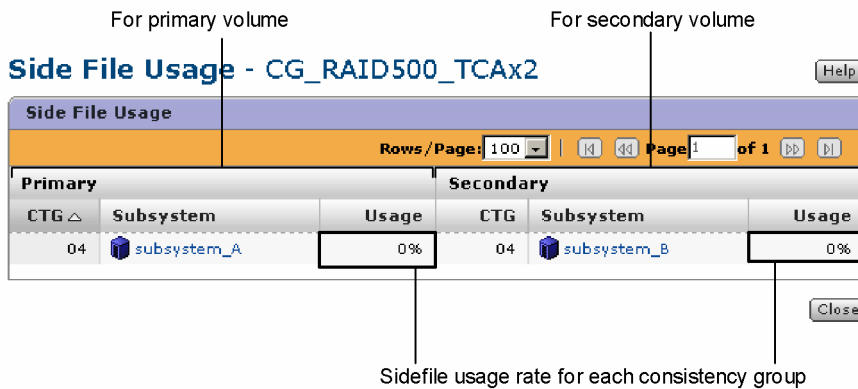 For primary volume For secondary volume
Side File Usage - CG_RAID500_TCAx2 Help
Side File Usage
Rows/Page: 100 | Page 1 of 1
Primary Secondary
CTG Subsystem Usage CTG Subsystem Usage
04 subsystem_A 0% 04 subsystem_B 0%
Close
Sidefile usage rate for each consistency group